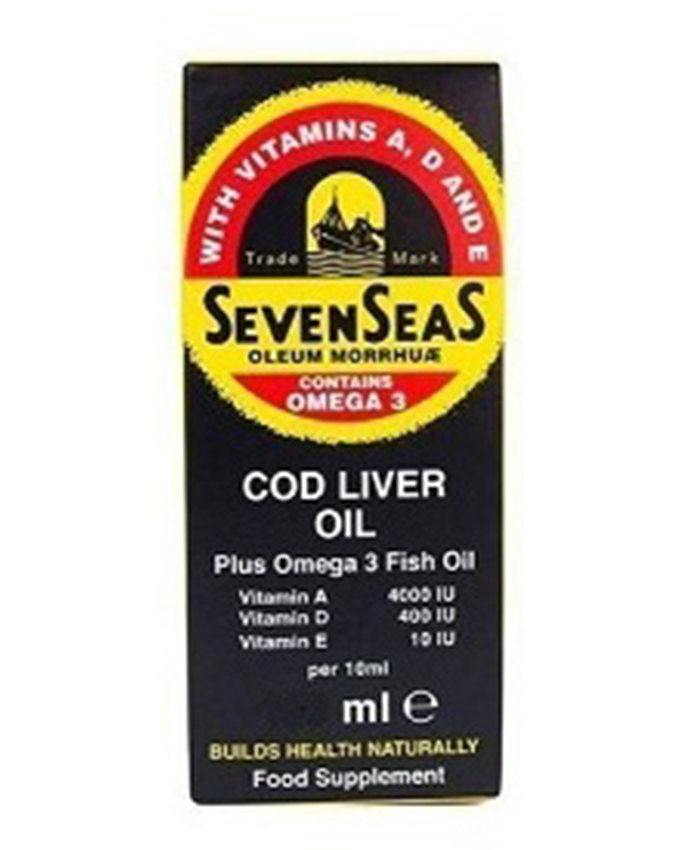 WITH VITAMINS A, D AND E
Trade Mark
SEVENSEAS
OLEUM MORRHUÆ
CONTAINS
OMEGA 3
COD LIVER
OIL
Plus Omega 3 Fish Oil
Vitamin A 4000 IU
Vitamin D 400 IU
Vitamin E 10 IU
per 10ml
ml ℮
BUILDS HEALTH NATURALLY
Food Supplement